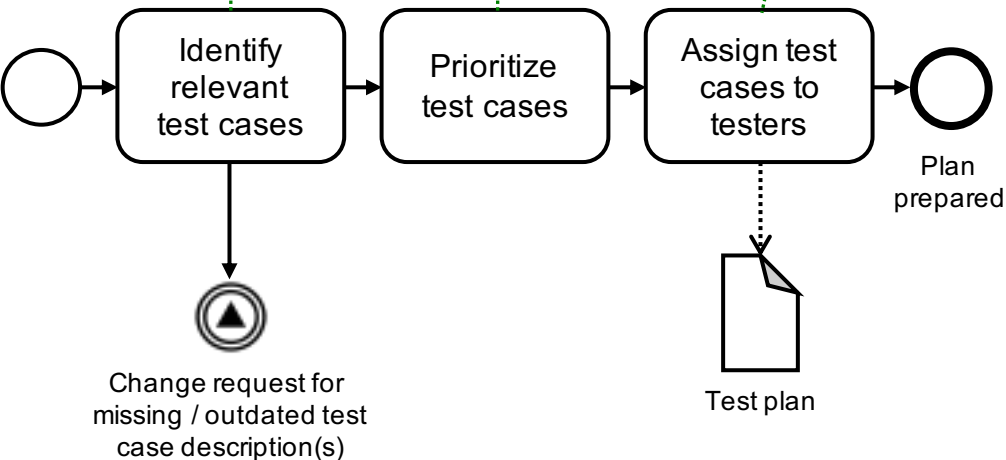 Identify
relevant
test cases
Prioritize
test cases
Assign test
cases to
testers
Plan
prepared
Change request for
missing / outdated test
case description(s)
Test plan